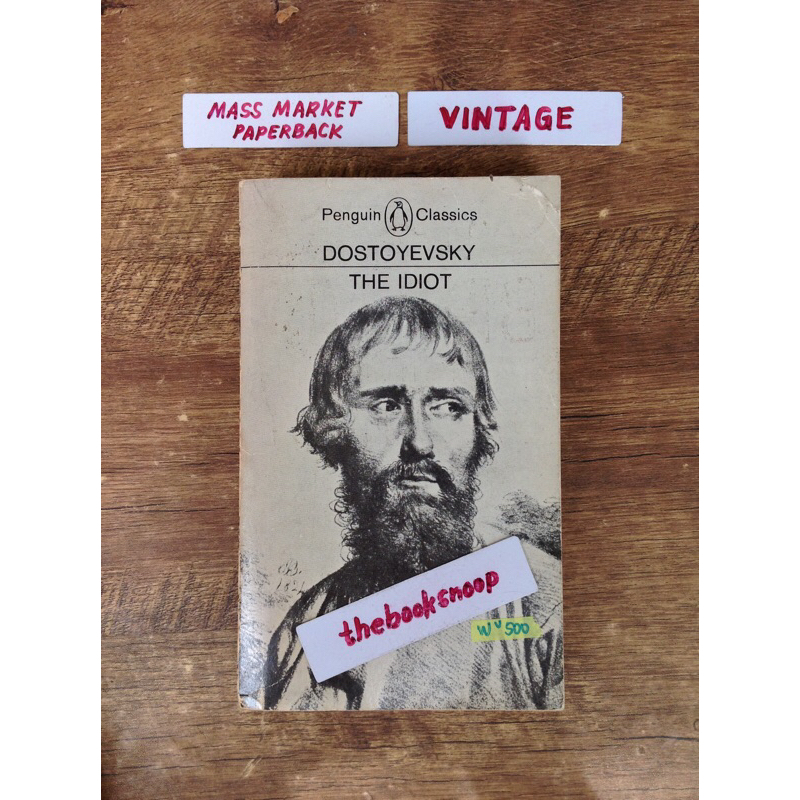 MASS MARKET
PAPERBACK
VINTAGE
Penguin Classics
DOSTOYEVSKY
THE IDIOT
thebooksnoop
500